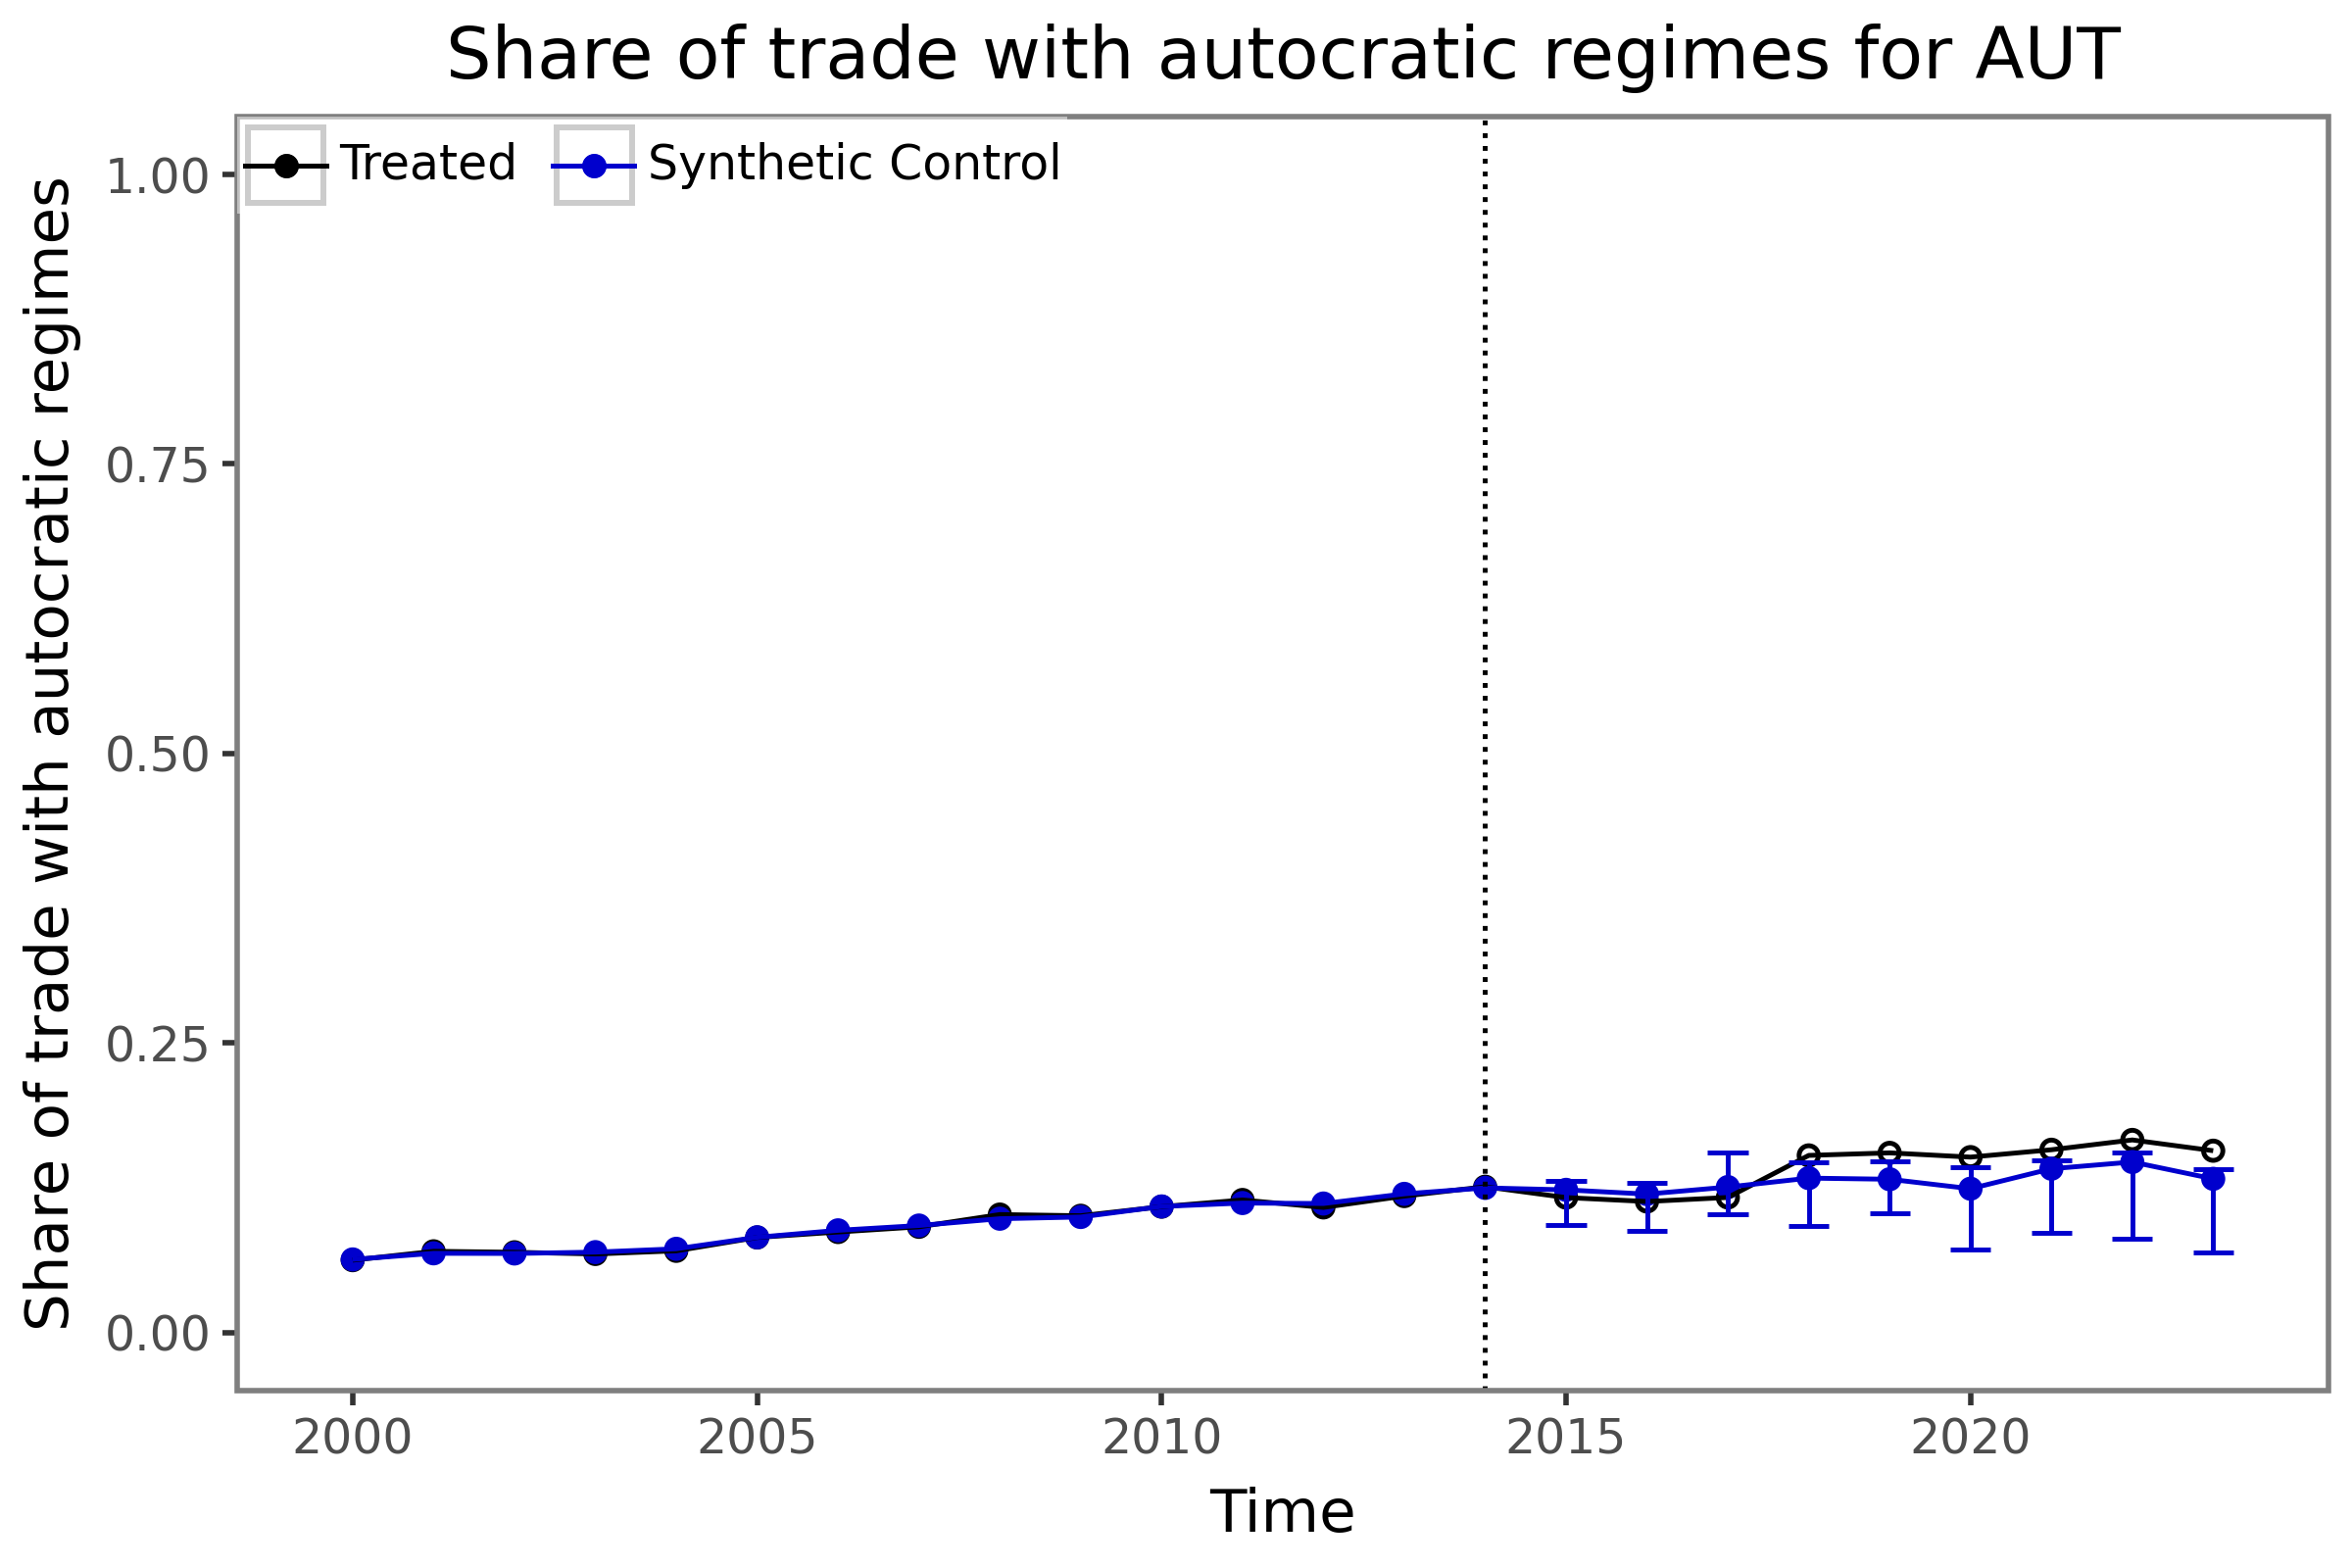 Share of trade with autocratic regimes for AUT
Treated
Synthetic Control
Share of trade with autocratic regimes
1.00
0.75
0.50
0.25
0.00
2000
2005
2010
2015
2020
Time